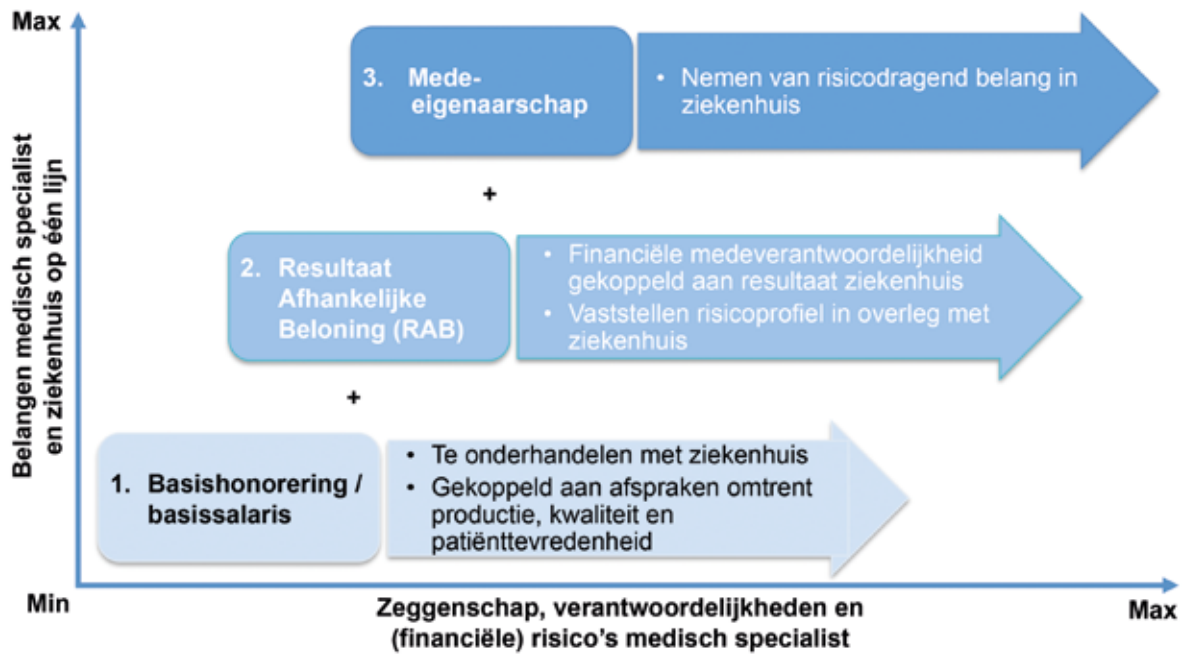 Max
Belangen medisch specialist
en ziekenhuis op één lijn
3. Mede-
eigenaarschap
• Nemen van risicodragend belang in
ziekenhuis
+
2. Resultaat
Afhankelijke
Beloning (RAB)
• Financiële medeverantwoordelijkheid
gekoppeld aan resultaat ziekenhuis
• Vaststellen risicoprofiel in overleg met
ziekenhuis
+
1. Basishonorering /
basissalaris
• Te onderhandelen met ziekenhuis
• Gekoppeld aan afspraken omtrent
productie, kwaliteit en
patiënttevredenheid
Min
Zeggenschap, verantwoordelijkheden en
(financiële) risico's medisch specialist
Max